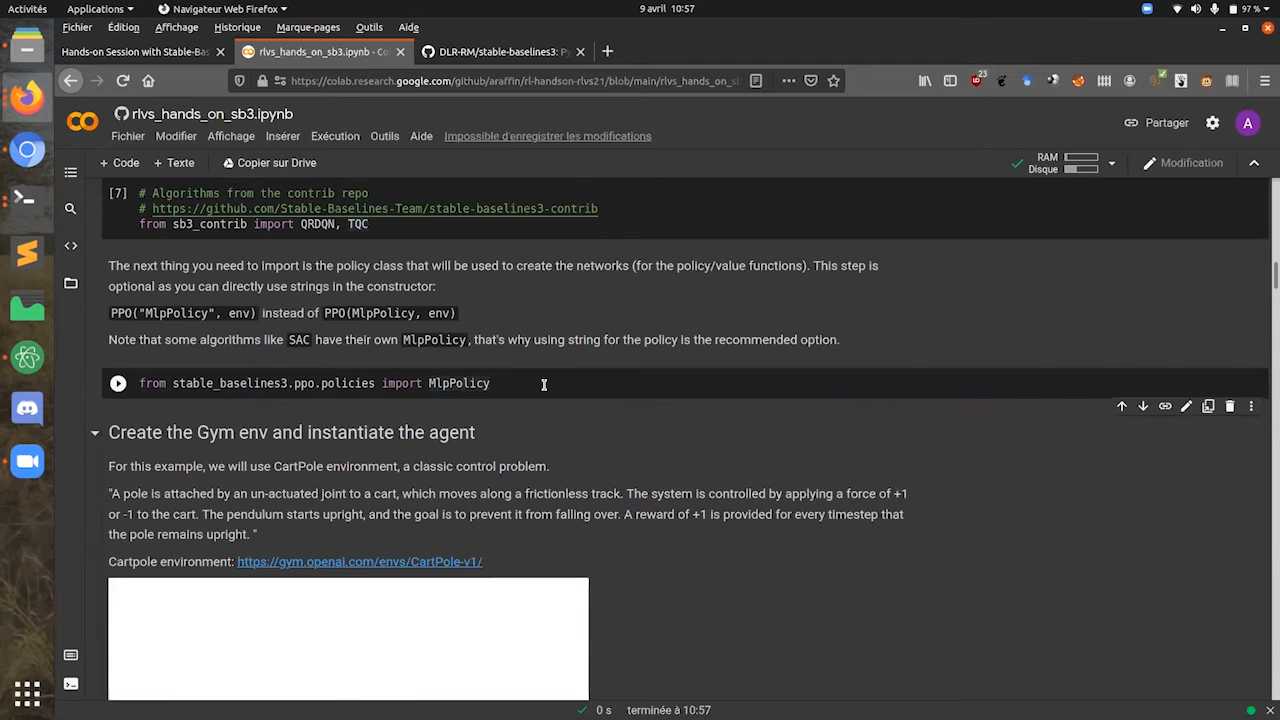 Activités
Applications
Navigateur Web Firefox
9 avril 10:57
97 %
Fichier Édition Affichage Historique Marque-pages Outils Aide
Hands-on Session with Stable-Bas
rlvs_hands_on_sb3.ipynb - Col
DLR-RM/stable-baselines3: Py
https://colab.research.google.com/github/araffin/rl-handson-rlvs21/blob/main/rlvs_hands_on_sb
23
rlvs_hands_on_sb3.ipynb
Partager
A
Fichier Modifier Affichage Insérer Exécution Outils Aide Impossible d'enregistrer les modifications
+ Code + Texte Copier sur Drive
RAM
Disque
Modification
[7] # Algorithms from the contrib repo
# https://github.com/Stable-Baselines-Team/stable-baselines3-contrib
from sb3_contrib import QRDQN, TQC
The next thing you need to import is the policy class that will be used to create the networks (for the policy/value functions). This step is
optional as you can directly use strings in the constructor:
PPO("MlpPolicy", env) instead of PPO(MlpPolicy, env)
Note that some algorithms like SAC have their own MlpPolicy, that's why using string for the policy is the recommended option.
from stable_baselines3.ppo.policies import MlpPolicy
Create the Gym env and instantiate the agent
For this example, we will use CartPole environment, a classic control problem.
"A pole is attached by an un-actuated joint to a cart, which moves along a frictionless track. The system is controlled by applying a force of +1
or -1 to the cart. The pendulum starts upright, and the goal is to prevent it from falling over. A reward of +1 is provided for every timestep that
the pole remains upright. "
Cartpole environment: https://gym.openai.com/envs/CartPole-v1/
0 s terminée à 10:57